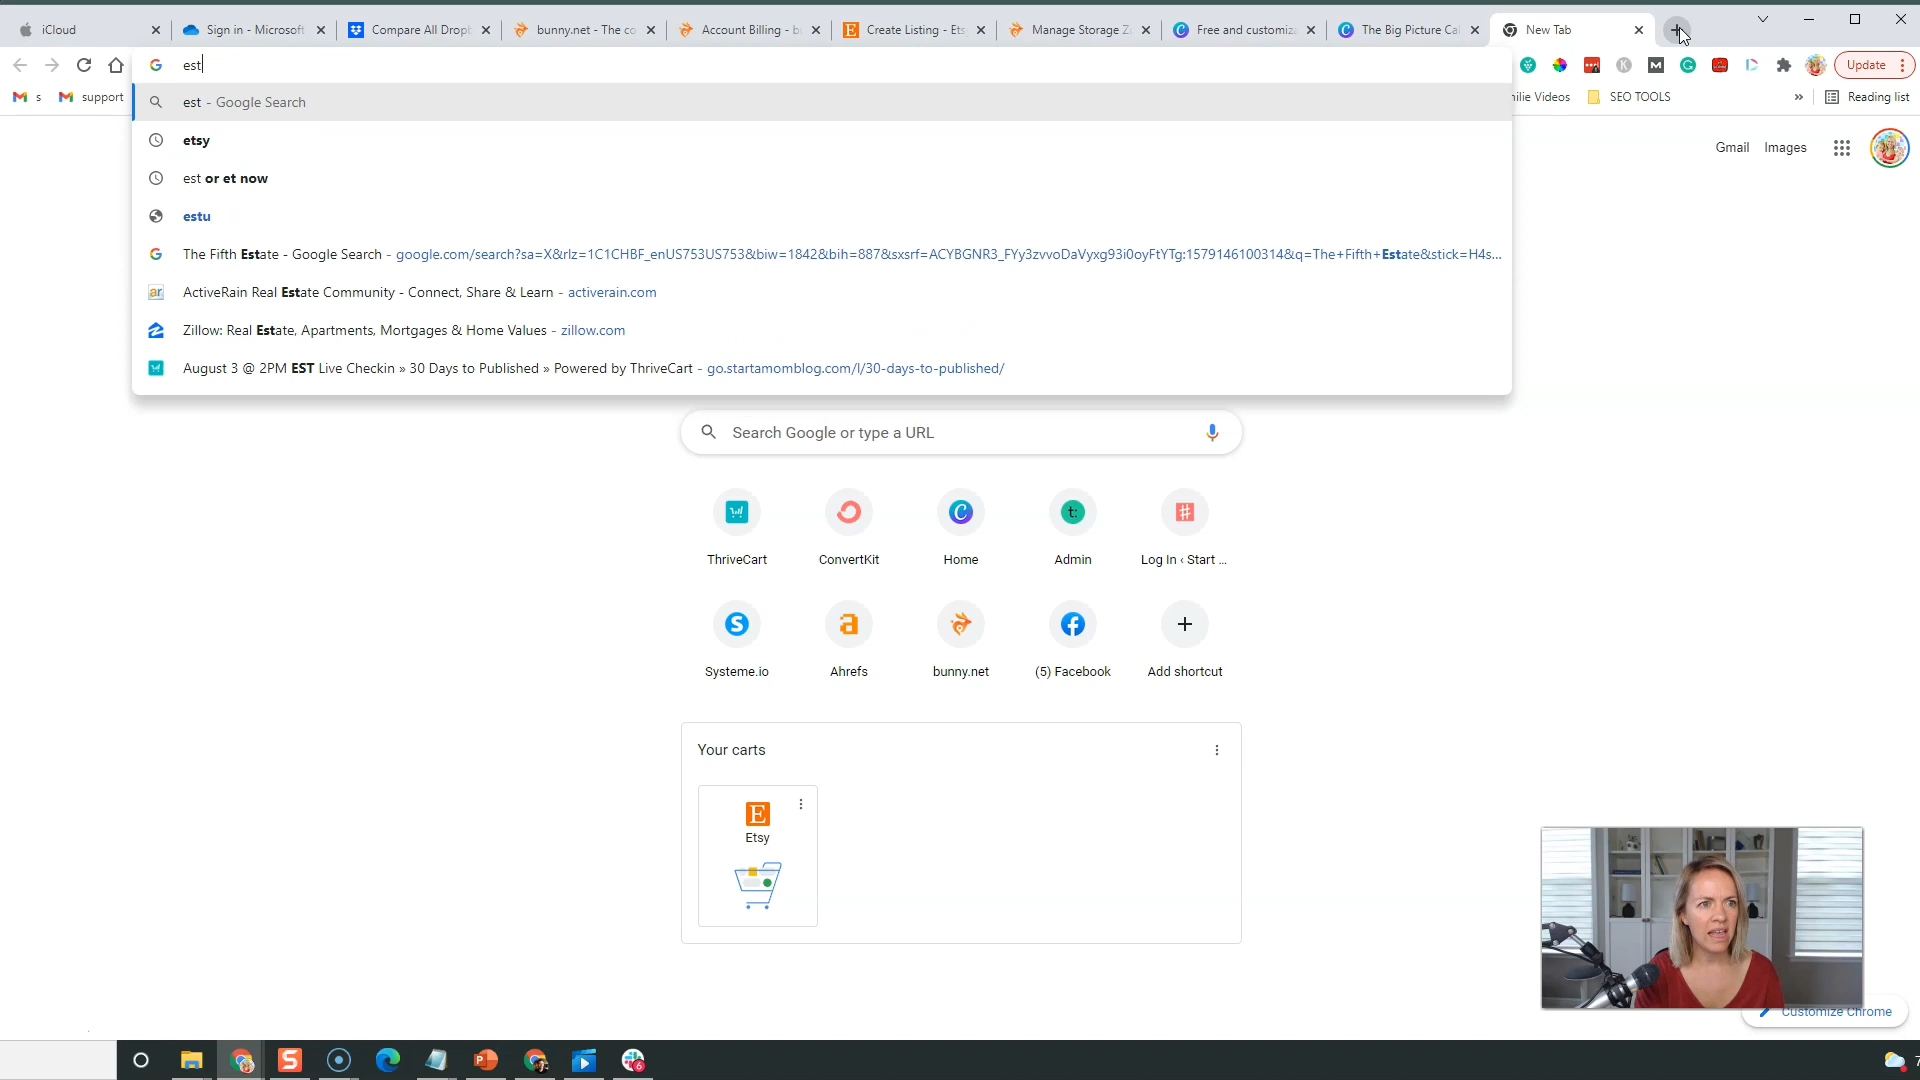 iCloud
Sign in - Microsoft
Compare All Dropb
bunny.net - The co
Account Billing - b
Create Listing - Ets
Manage Storage Z
Free and customiza
The Big Picture Cal
New Tab
est
Update
s
support
nilie Videos
SEO TOOLS
»
Reading list
est - Google Search
etsy
est or et now
estu
The Fifth Estate - Google Search - google.com/search?sa=X&rlz=1C1CHBF_enUS753US753&biw=1842&bih=887&sxsrf=ACYBGNR3_FYy3zvvoDaVyxg93i0oyFtYTg:1579146100314&q=The+Fifth+Estate&stick=H4s...
ActiveRain Real Estate Community - Connect, Share & Learn - activerain.com
Zillow: Real Estate, Apartments, Mortgages & Home Values - zillow.com
August 3 @ 2PM EST Live Checkin » 30 Days to Published » Powered by ThriveCart - go.startamomblog.com/l/30-days-to-published/
Gmail
Images
Search Google or type a URL
ThriveCart
ConvertKit
Home
Admin
Log In ‹ Start ...
Systeme.io
Ahrefs
bunny.net
(5) Facebook
Add shortcut
Your carts
E
Etsy
Customize Chrome